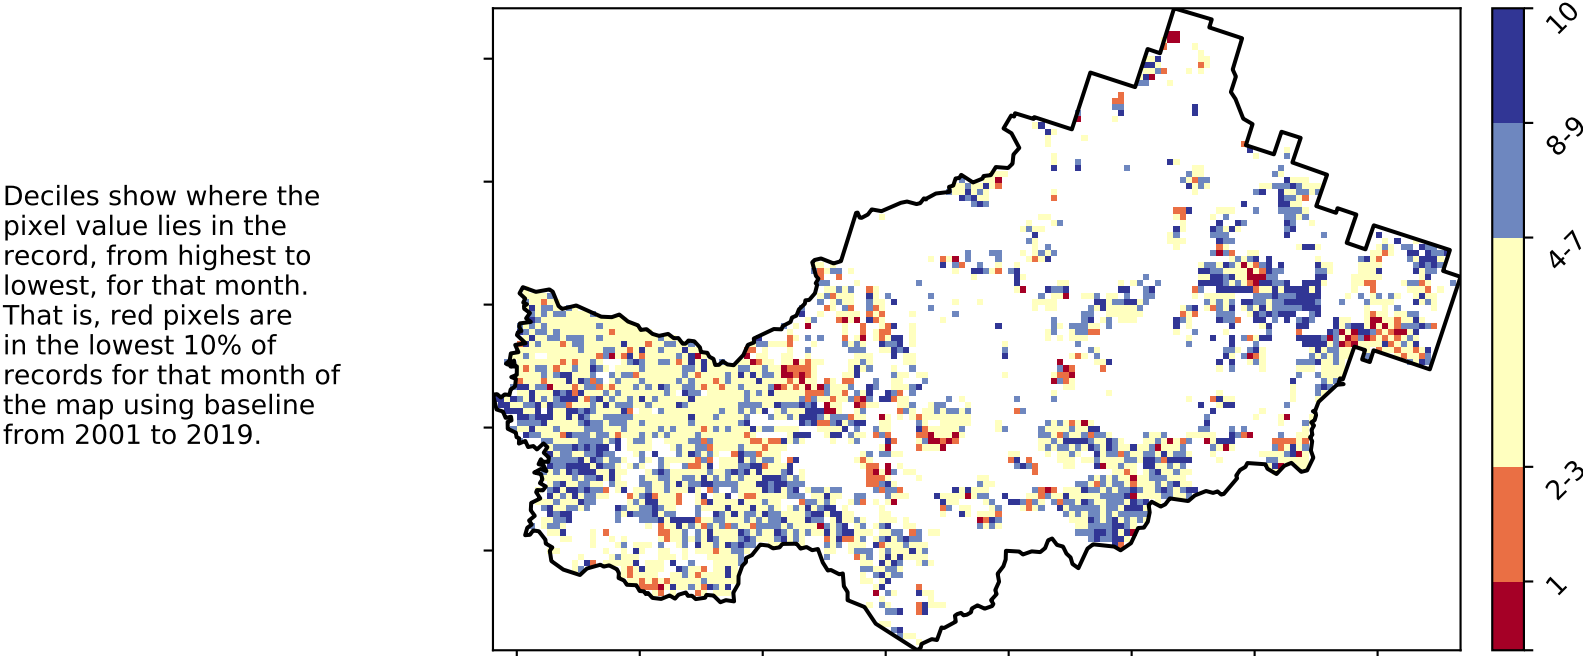 Deciles show where the
pixel value lies in the
record, from highest to
lowest, for that month.
That is, red pixels are
in the lowest 10% of
records for that month of
the map using baseline
from 2001 to 2019.
10
8-9
4-7
2-3
1